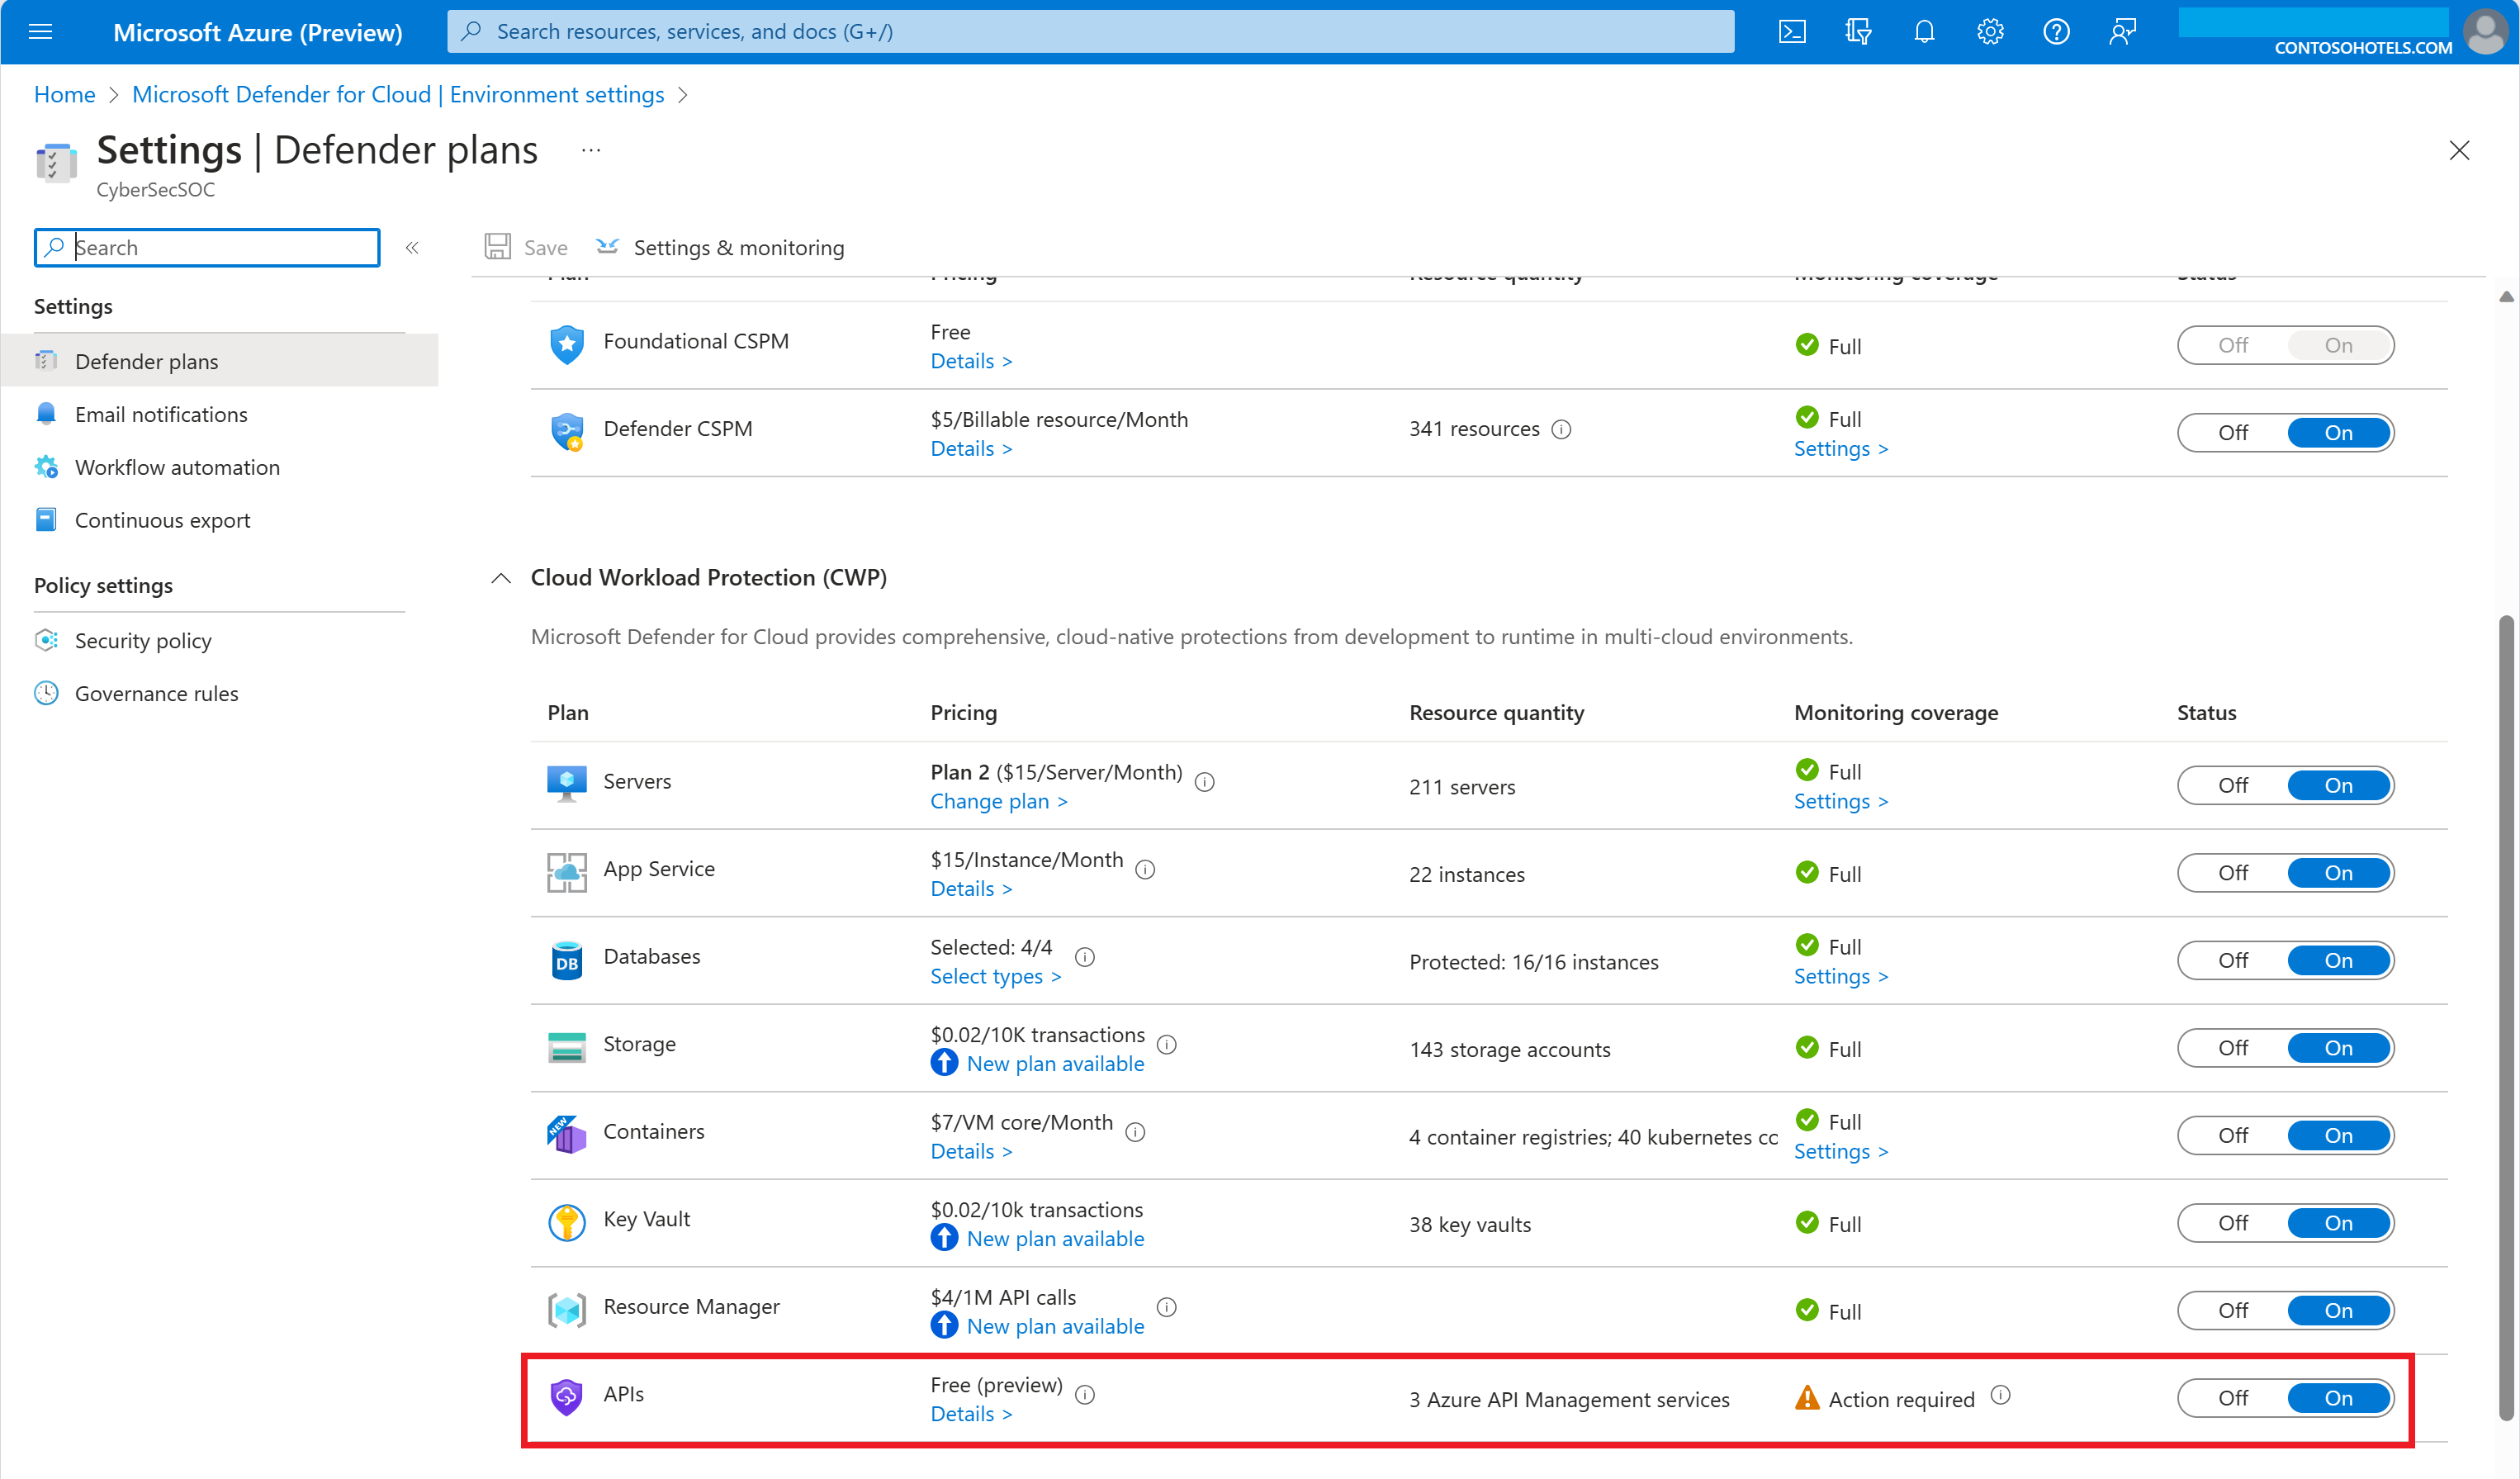 Microsoft Azure (Preview)
Search resources, services, and docs (G+/)
CONTOSOHOTELS.COM
Home > Microsoft Defender for Cloud | Environment settings >
Settings | Defender plans ...
CyberSecSOC
Search
Save
Settings & monitoring
Settings
Defender plans
Email notifications
Workflow automation
Continuous export
Policy settings
Security policy
Governance rules
Plan Pricing Resource quantity Monitoring coverage Status
Foundational CSPM
Free
Details >
Full
Off On
Defender CSPM
$5/Billable resource/Month
Details >
341 resources
Full
Settings >
Off On
Cloud Workload Protection (CWP)
Microsoft Defender for Cloud provides comprehensive, cloud-native protections from development to runtime in multi-cloud environments.
Plan Pricing Resource quantity Monitoring coverage Status
Servers
Plan 2 ($15/Server/Month)
Change plan >
211 servers
Full
Settings >
Off On
App Service
$15/Instance/Month
Details >
22 instances
Full
Off On
DB
Databases
Selected: 4/4
Select types >
Protected: 16/16 instances
Full
Settings >
Off On
Storage
$0.02/10K transactions
New plan available
143 storage accounts
Full
Off On
NEW
Containers
$7/VM core/Month
Details >
4 container registries; 40 kubernetes cc
Full
Settings >
Off On
Key Vault
$0.02/10k transactions
New plan available
38 key vaults
Full
Off On
Resource Manager
$4/1M API calls
New plan available
Full
Off On
APIs
Free (preview)
Details >
3 Azure API Management services
Action required
Off On